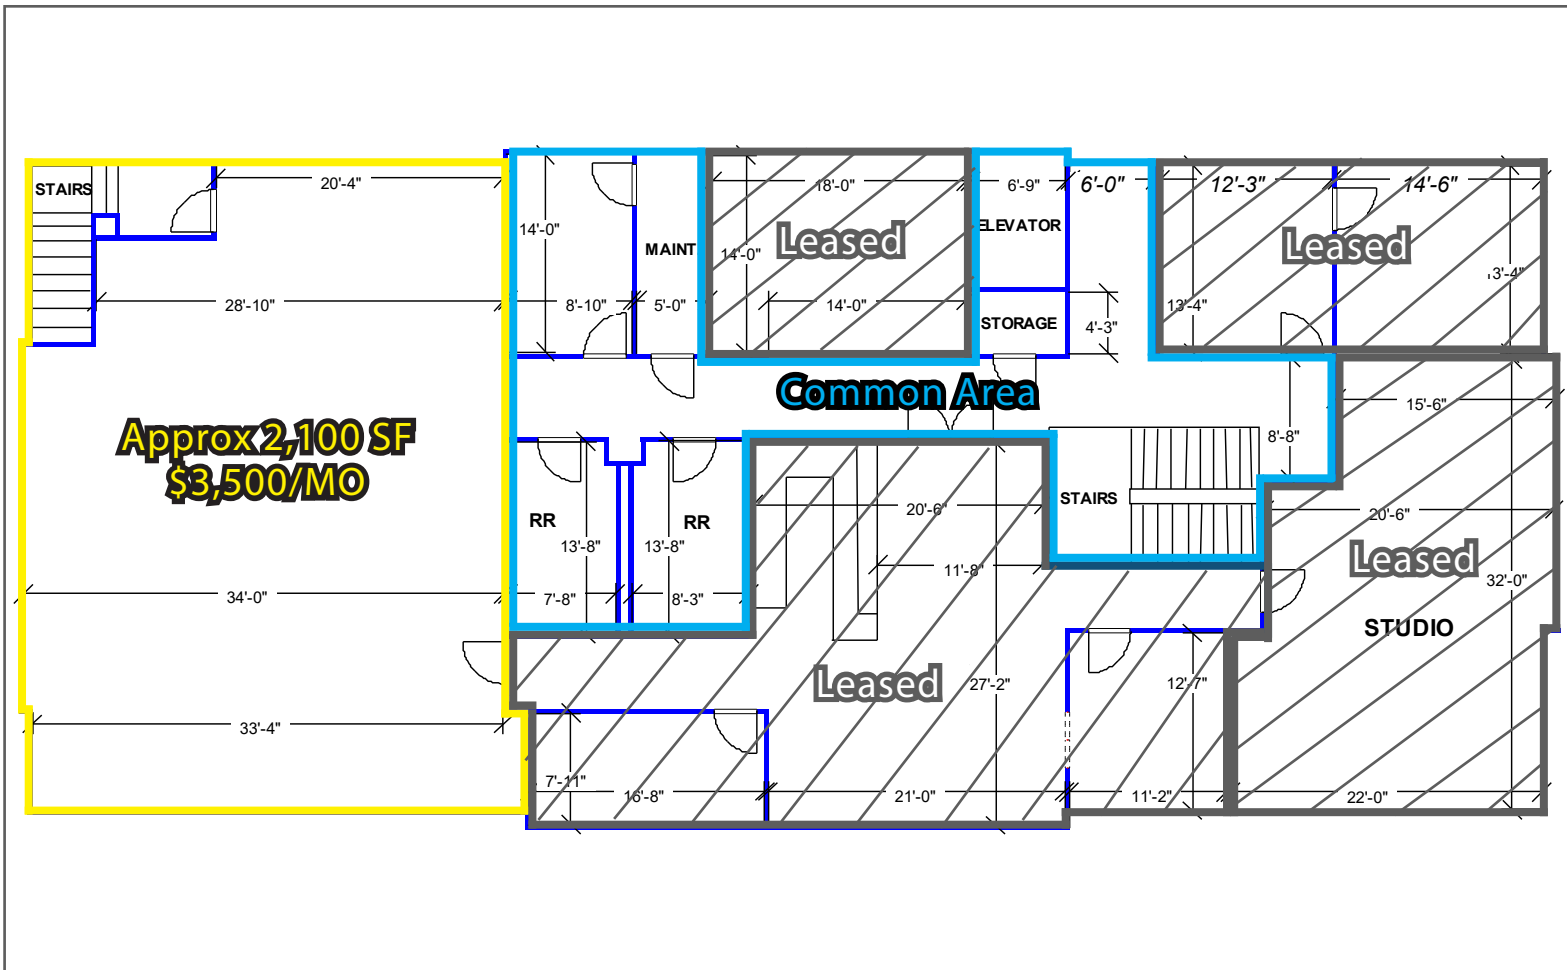 STAIRS
20'-4"
18'-0"
6'-9"
6'-0"
12'-3"
14'-6"
14'-0"
MAINT
14'-0"
Leased
ELEVATOR
Leased
3'-4"
28'-10"
8'-10"
5'-0"
14'-0"
STORAGE
4'-3"
13'-4"
Common Area
15'-6"
Approx 2,100 SF
$3,500/MO
8'-8"
STAIRS
20'-6"
20'-6"
RR
RR
13'-8"
13'-8"
11'-8"
Leased
32'-0"
34'-0"
7'-8"
8'-3"
STUDIO
Leased
27'-2"
12'-7"
33'-4"
7'-11"
16'-8"
21'-0"
11'-2"
22'-0"